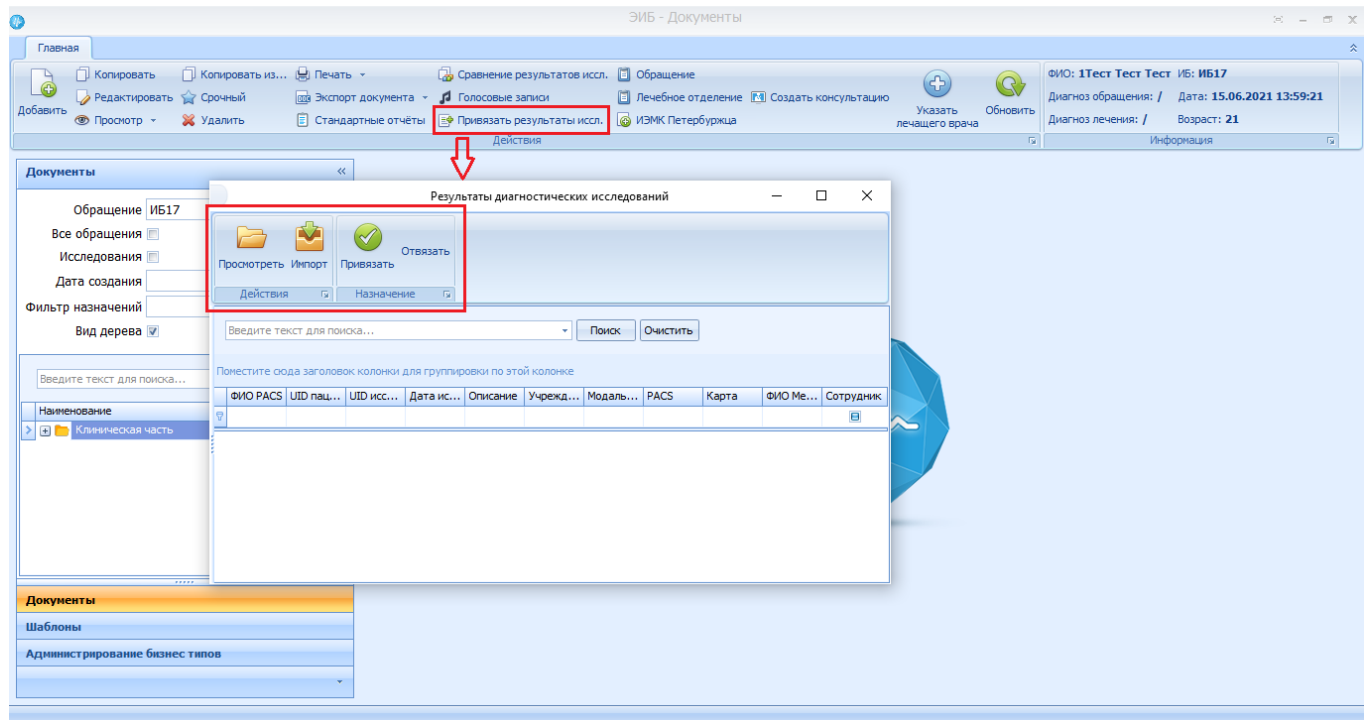 ЭИБ - Документы
Главная
Добавить
Копировать
Копировать из...
Печать
Сравнение результатов иссл.
Обращение
Редактировать
Срочный
Экспорт документа
Голосовые записи
Лечебное отделение
Создать консультацию
Просмотр
Удалить
Стандартные отчёты
Привязать результаты иссл.
ИЭМК Петербуржца
Указать лечащего врача
Обновить
Действия
ФИО: 1Тест Тест Тест ИБ: ИБ17
Диагноз обращения: / Дата: 15.06.2021 13:59:21
Диагноз лечения: / Возраст: 21
Информация
Документы
Обращение ИБ17
Все обращения
Исследования
Дата создания
Фильтр назначений
Вид дерева
Введите текст для поиска...
Наименование
Клиническая часть
Документы
Шаблоны
Администрирование бизнес типов
Результаты диагностических исследований
Просмотреть
Импорт
Привязать
Отвязать
Действия
Назначение
Введите текст для поиска...
Поиск
Очистить
Поместите сюда заголовок колонки для группировки по этой колонке
ФИО PACS UID пац... UID исс... Дата ис... Описание Учрежд... Модаль... PACS Карта ФИО Ме... Сотрудник